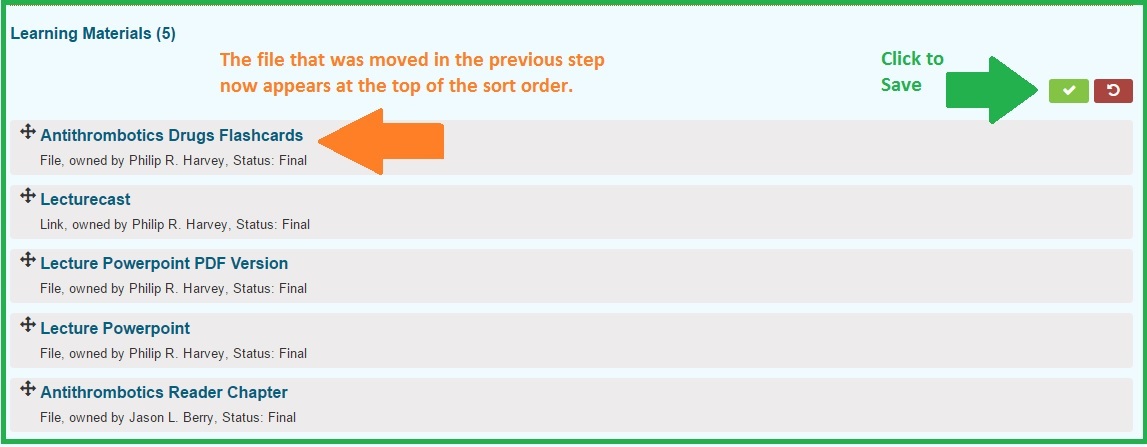 Learning Materials (5)
The file that was moved in the previous step
now appears at the top of the sort order.
Click to
Save
Antithrombotics Drugs Flashcards
File, owned by Philip R. Harvey, Status: Final
Lecturecast
Link, owned by Philip R. Harvey, Status: Final
Lecture Powerpoint PDF Version
File, owned by Philip R. Harvey, Status: Final
Lecture Powerpoint
File, owned by Philip R. Harvey, Status: Final
Antithrombotics Reader Chapter
File, owned by Jason L. Berry, Status: Final